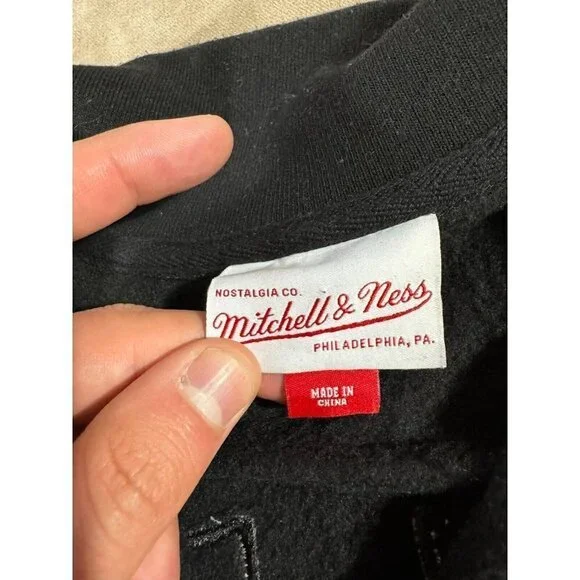 NOSTALGIA CO.
Mitchell & Ness
PHILADELPHIA, PA.
MADE IN
CHINA